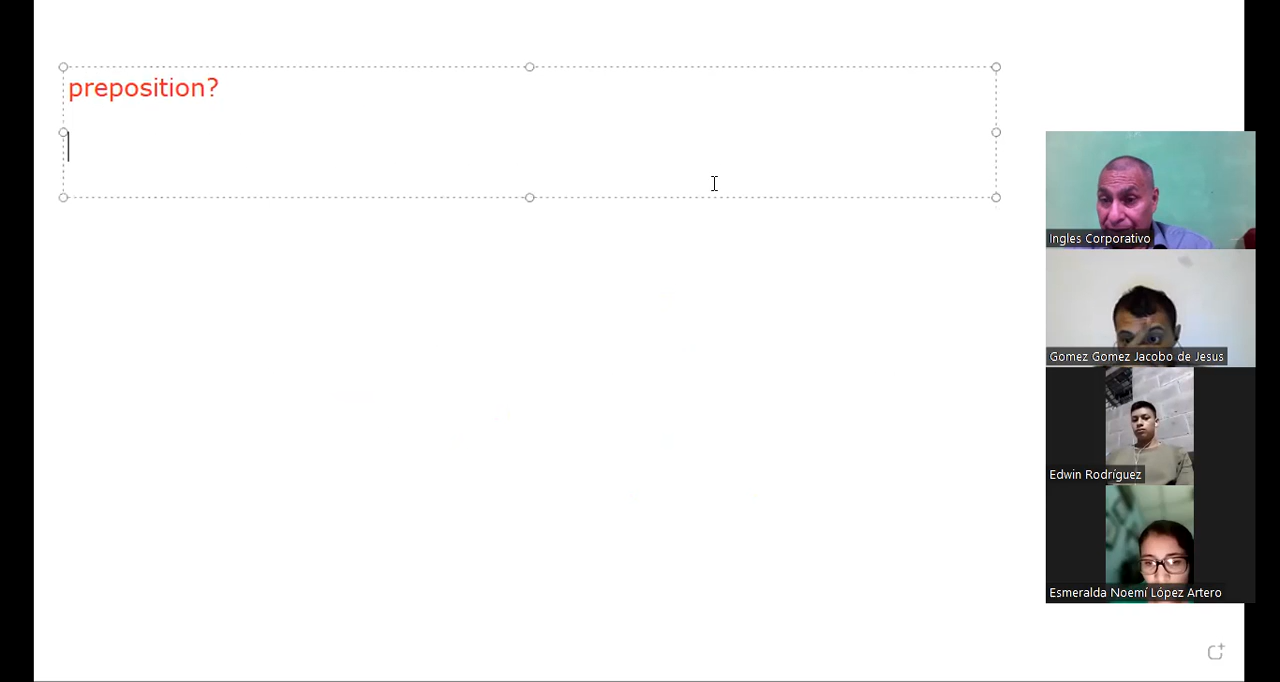 preposition?
Ingles Corporativo
Gomez Gomez Jacobo de Jesus
Edwin Rodríguez
Esmeralda Noemí López Artero